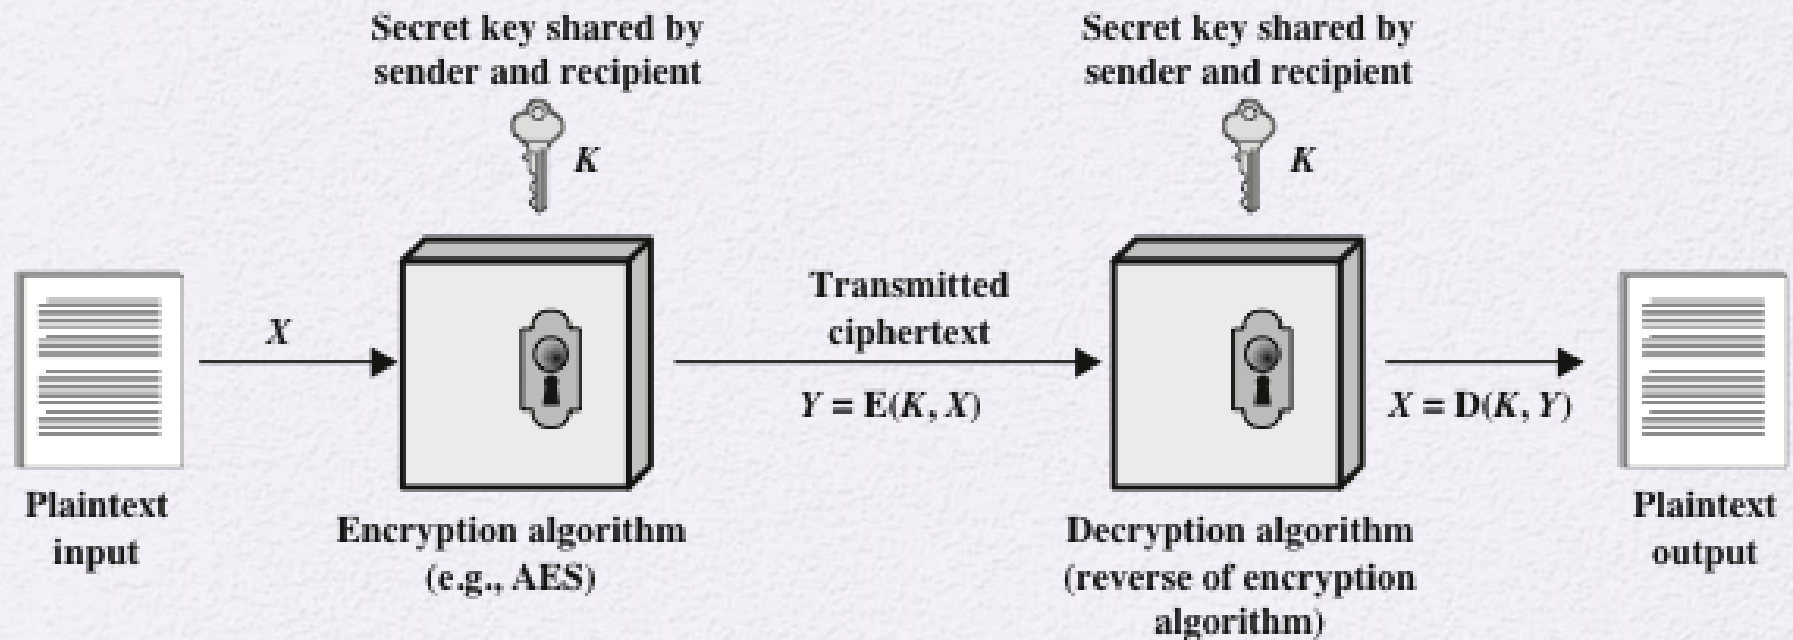 Secret key shared by
sender and recipient
K
Secret key shared by
sender and recipient
K
X
Transmitted
ciphertext
Y = E(K, X)
X = D(K, Y)
Plaintext
input
Encryption algorithm
(e.g., AES)
Decryption algorithm
(reverse of encryption
algorithm)
Plaintext
output